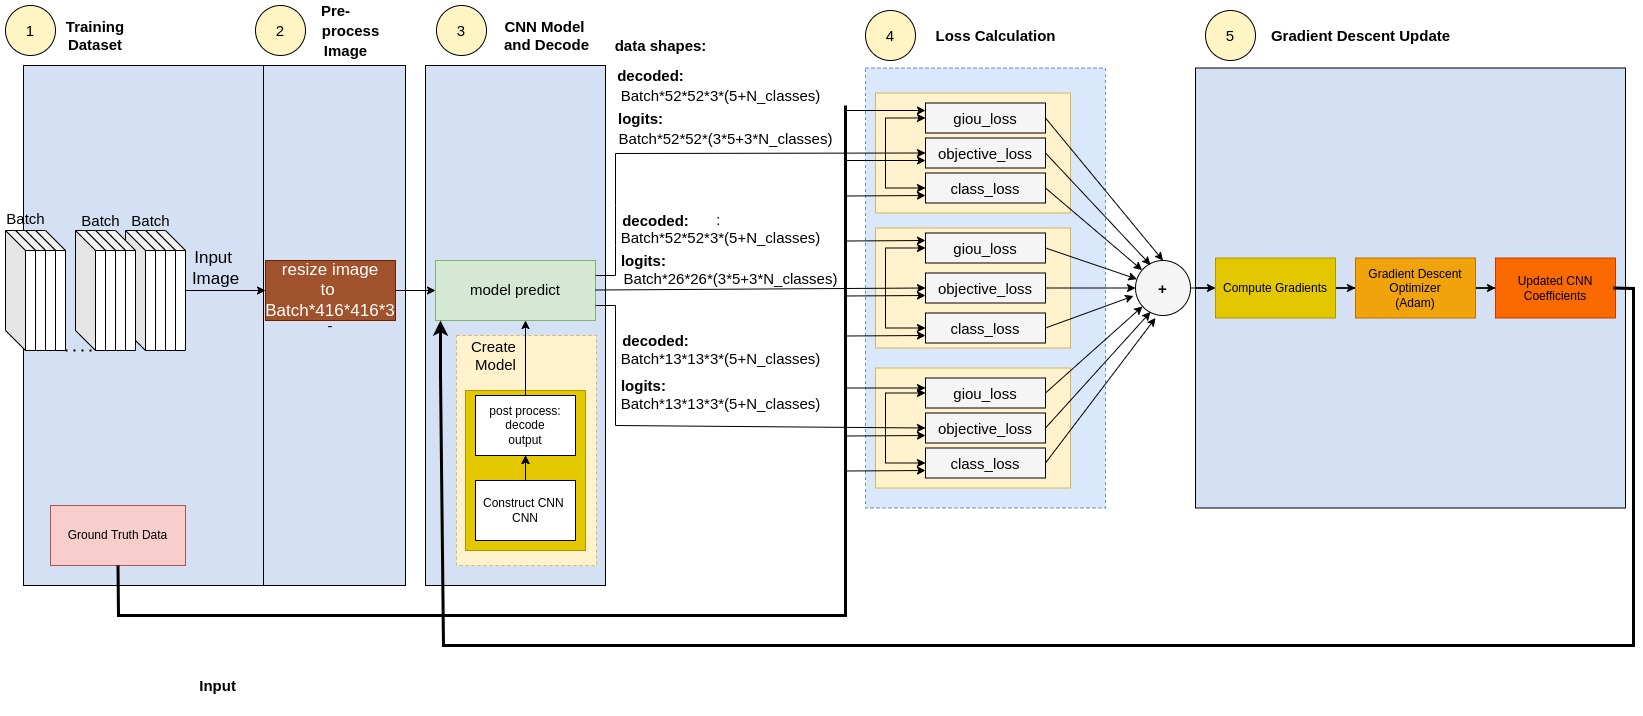 1
Training
Dataset
2
Pre-
process
Image
3
CNN Model
and Decode
4
Loss Calculation
5
Gradient Descent Update
Batch
Batch
Batch
....
Input
Image
Ground Truth Data
resize image
to
Batch*416*416*3
-
model predict
Create
Model
post process:
decode
output
Construct CNN
CNN
data shapes:
decoded:
Batch*52*52*3*(5+N_classes)
logits:
Batch*52*52*(3*5+3*N_classes)
decoded: :
Batch*52*52*3*(5+N_classes)
logits:
Batch*26*26*(3*5+3*N_classes)
decoded:
Batch*13*13*3*(5+N_classes)
logits:
Batch*13*13*3*(5+N_classes)
giou_loss
objective_loss
class_loss
giou_loss
objective_loss
class_loss
giou_loss
objective_loss
class_loss
+
Compute Gradients
Gradient Descent
Optimizer
(Adam)
Updated CNN
Coefficients
Input